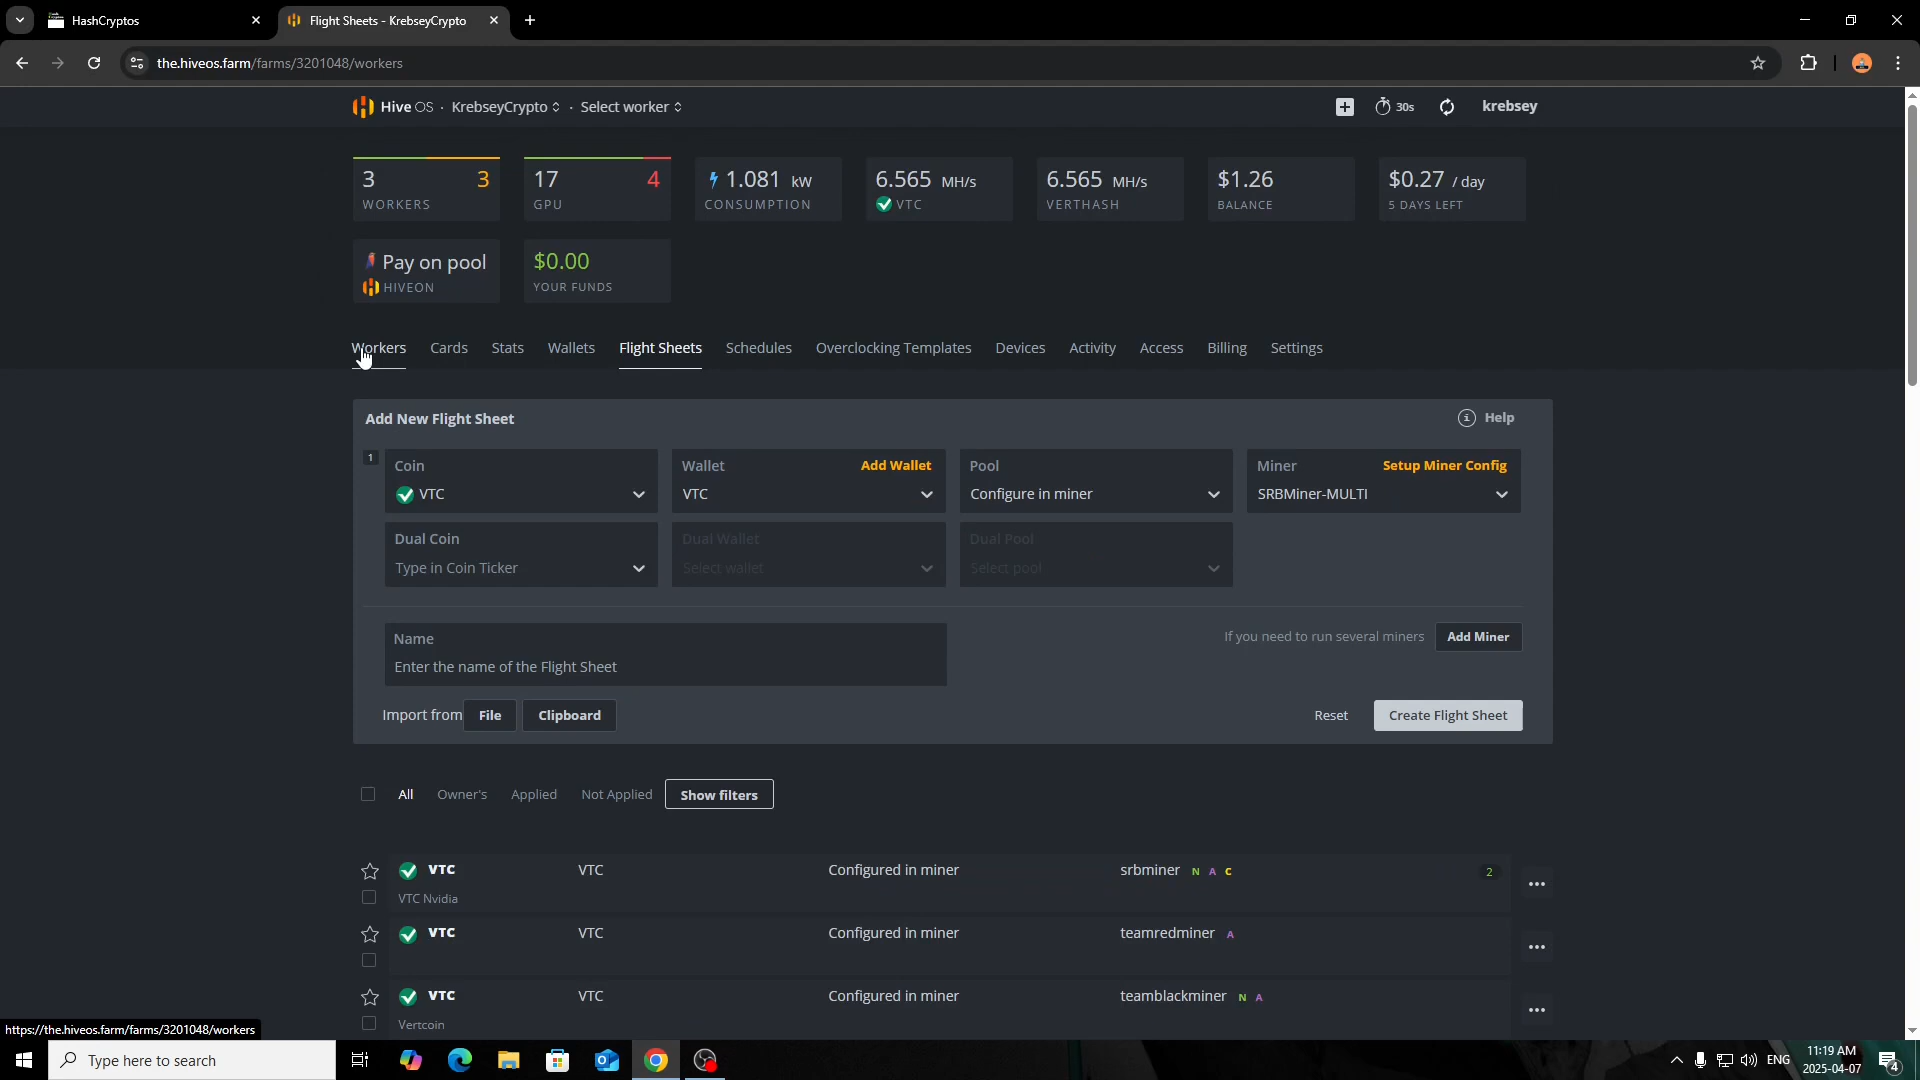 HashCryptos
Flight Sheets - KrebseyCrypto
the.hiveos.farm/farms/3201048/workers
Hive OS · KrebseyCrypto · Select worker
30s
krebsey
3 3
WORKERS
17 4
GPU
1.081 kW
CONSUMPTION
6.565 MH/s
VTC
6.565 MH/s
VERTHASH
$1.26
BALANCE
$0.27 / day
5 DAYS LEFT
Pay on pool
HIVEON
$0.00
YOUR FUNDS
Workers Cards Stats Wallets Flight Sheets Schedules Overclocking Templates Devices Activity Access Billing Settings
Add New Flight Sheet
Help
1
Coin
VTC
Wallet Add Wallet
VTC
Pool
Configure in miner
Miner Setup Miner Config
SRBMiner-MULTI
Dual Coin
Type in Coin Ticker
Dual Wallet
Select wallet
Dual Pool
Select pool
Name
Enter the name of the Flight Sheet
If you need to run several miners Add Miner
Import from File Clipboard
Reset Create Flight Sheet
All Owner's Applied Not Applied Show filters
VTC VTC Configured in miner srbminer N A C 2
VTC Nvidia
VTC VTC Configured in miner teamredminer A
VTC VTC Configured in miner teamblackminer N A
Vertcoin
https://the.hiveos.farm/farms/3201048/workers
Type here to search
ENG
11:19 AM
2025-04-07
4